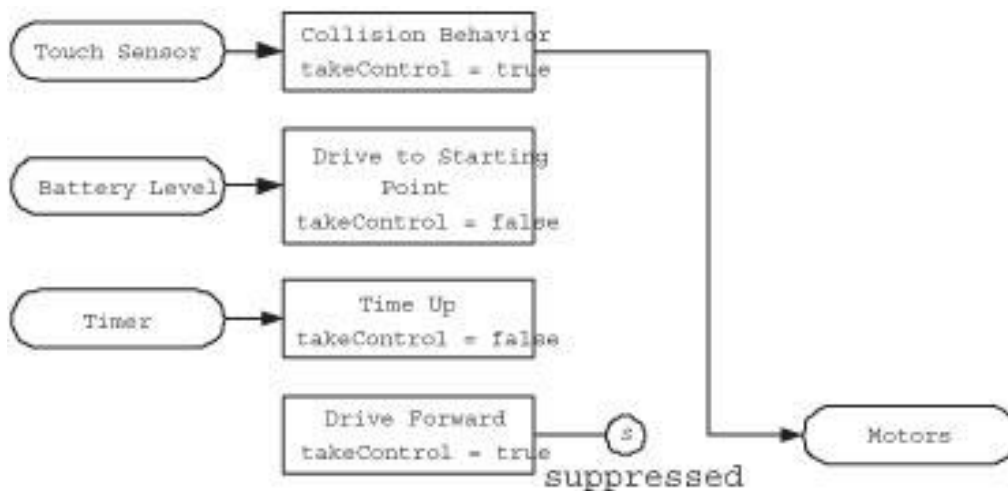 Touch Sensor
Collision Behavior
takeControl = true
Battery Level
Drive to Starting
Point
takeControl = false
Timer
Time Up
takeControl = false
Drive Forward
takeControl = true
s
suppressed
Motors